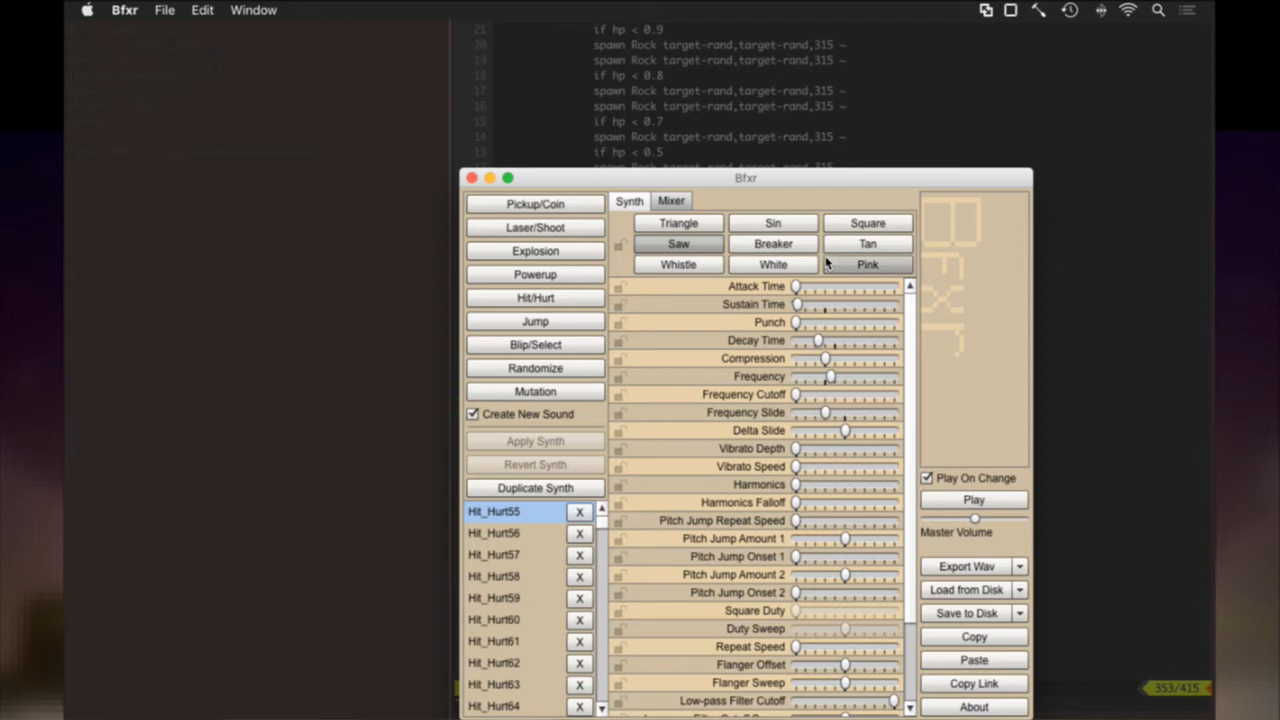 Bfxr File Edit Window
21 if hp < 0.9
20 spawn Rock target-rand,target-rand,315 ~
19 spawn Rock target-rand,target-rand,315 ~
18 if hp < 0.8
17 spawn Rock target-rand,target-rand,315 ~
16 spawn Rock target-rand,target-rand,315 ~
15 if hp < 0.7
14 spawn Rock target-rand,target-rand,315 ~
13 if hp < 0.5
Bfxr
Pickup/Coin
Laser/Shoot
Explosion
Powerup
Hit/Hurt
Jump
Blip/Select
Randomize
Mutation
Create New Sound
Apply Synth
Revert Synth
Duplicate Synth
Hit_Hurt55 X
Hit_Hurt56 X
Hit_Hurt57 X
Hit_Hurt58 X
Hit_Hurt59 X
Hit_Hurt60 X
Hit_Hurt61 X
Hit_Hurt62 X
Hit_Hurt63 X
Hit_Hurt64 X
Synth Mixer
Triangle Sin Square
Saw Breaker Tan
Whistle White Pink
Attack Time
Sustain Time
Punch
Decay Time
Compression
Frequency
Frequency Cutoff
Frequency Slide
Delta Slide
Vibrato Depth
Vibrato Speed
Harmonics
Harmonics Falloff
Pitch Jump Repeat Speed
Pitch Jump Amount 1
Pitch Jump Onset 1
Pitch Jump Amount 2
Pitch Jump Onset 2
Square Duty
Duty Sweep
Repeat Speed
Flanger Offset
Flanger Sweep
Low-pass Filter Cutoff
Bfxr
Play On Change
Play
Master Volume
Export Wav
Load from Disk
Save to Disk
Copy
Paste
Copy Link
About
353/415